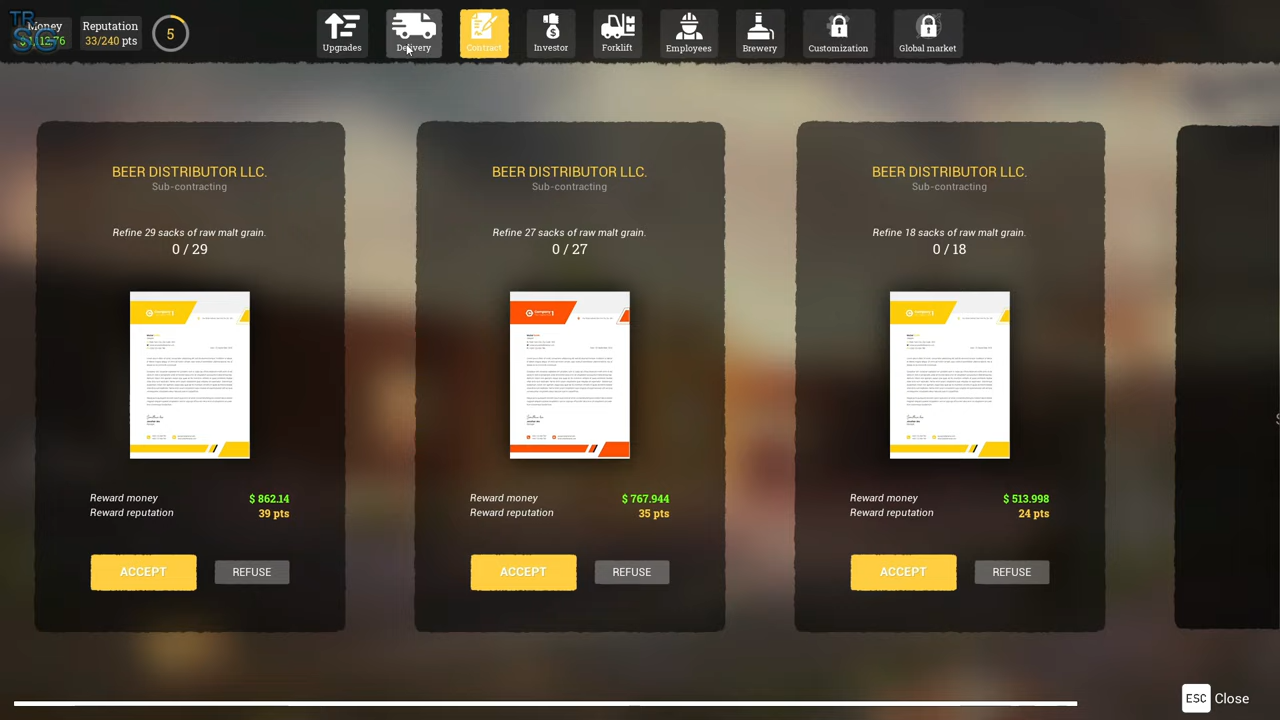 TR
SC
Money
Reputation
33/240 pts
5
Upgrades
Delivery
Contract
Investor
Forklift
Employees
Brewery
Customization
Global market
BEER DISTRIBUTOR LLC.
Sub-contracting
Refine 29 sacks of raw malt grain.
0 / 29
Reward money
$ 862.14
Reward reputation
39 pts
ACCEPT
REFUSE
BEER DISTRIBUTOR LLC.
Sub-contracting
Refine 27 sacks of raw malt grain.
0 / 27
Reward money
$ 767.944
Reward reputation
35 pts
ACCEPT
REFUSE
BEER DISTRIBUTOR LLC.
Sub-contracting
Refine 18 sacks of raw malt grain.
0 / 18
Reward money
$ 513.998
Reward reputation
24 pts
ACCEPT
REFUSE
ESC Close